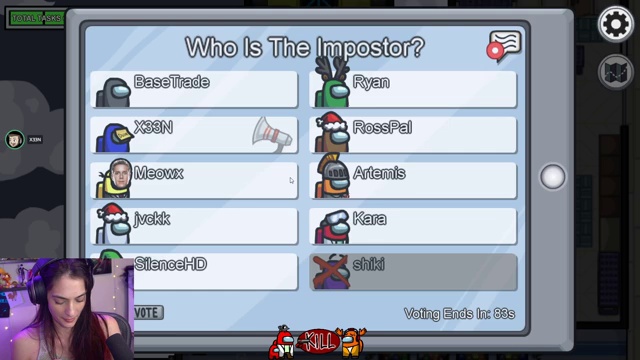 TOTAL TASKS
Who Is The Impostor?
BaseTrade
Ryan
X33N
RossPal
X33N
Meowx
Artemis
jvckk
Kara
SilenceHD
shiki
VOTE
Voting Ends In: 83s
KILL